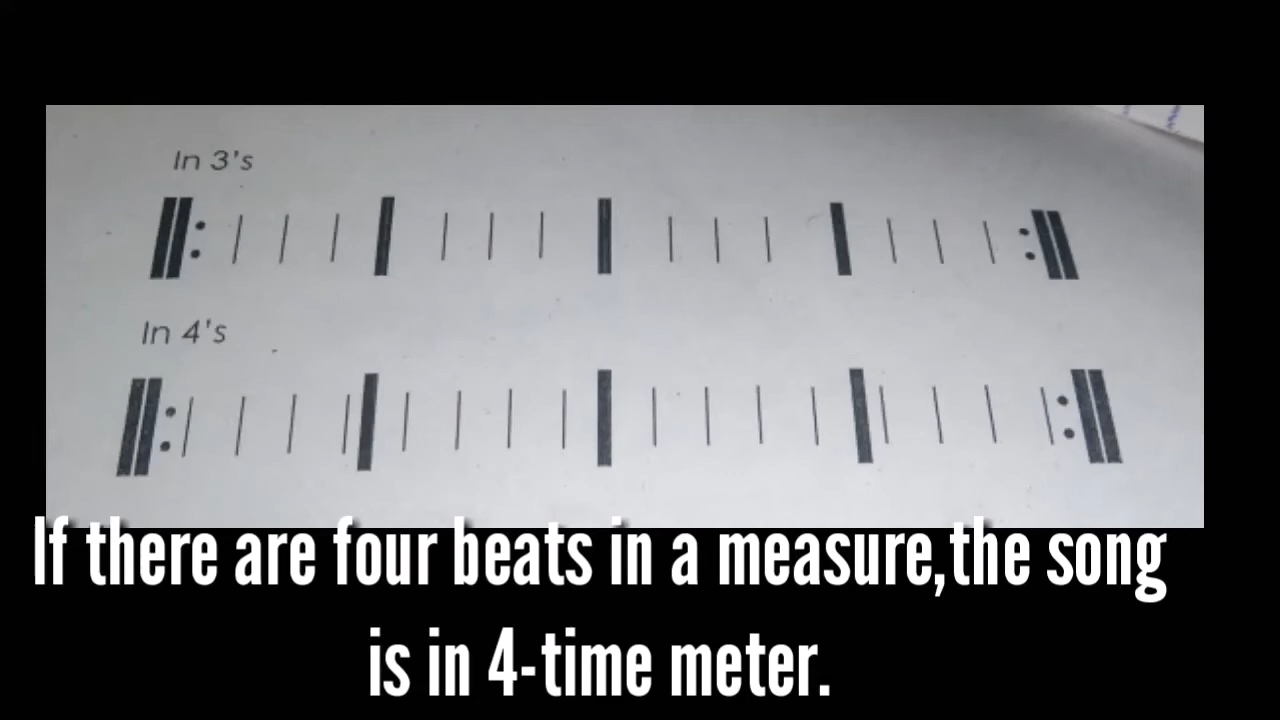 In 3's
In 4's
If there are four beats in a measure,the song
is in 4-time meter.